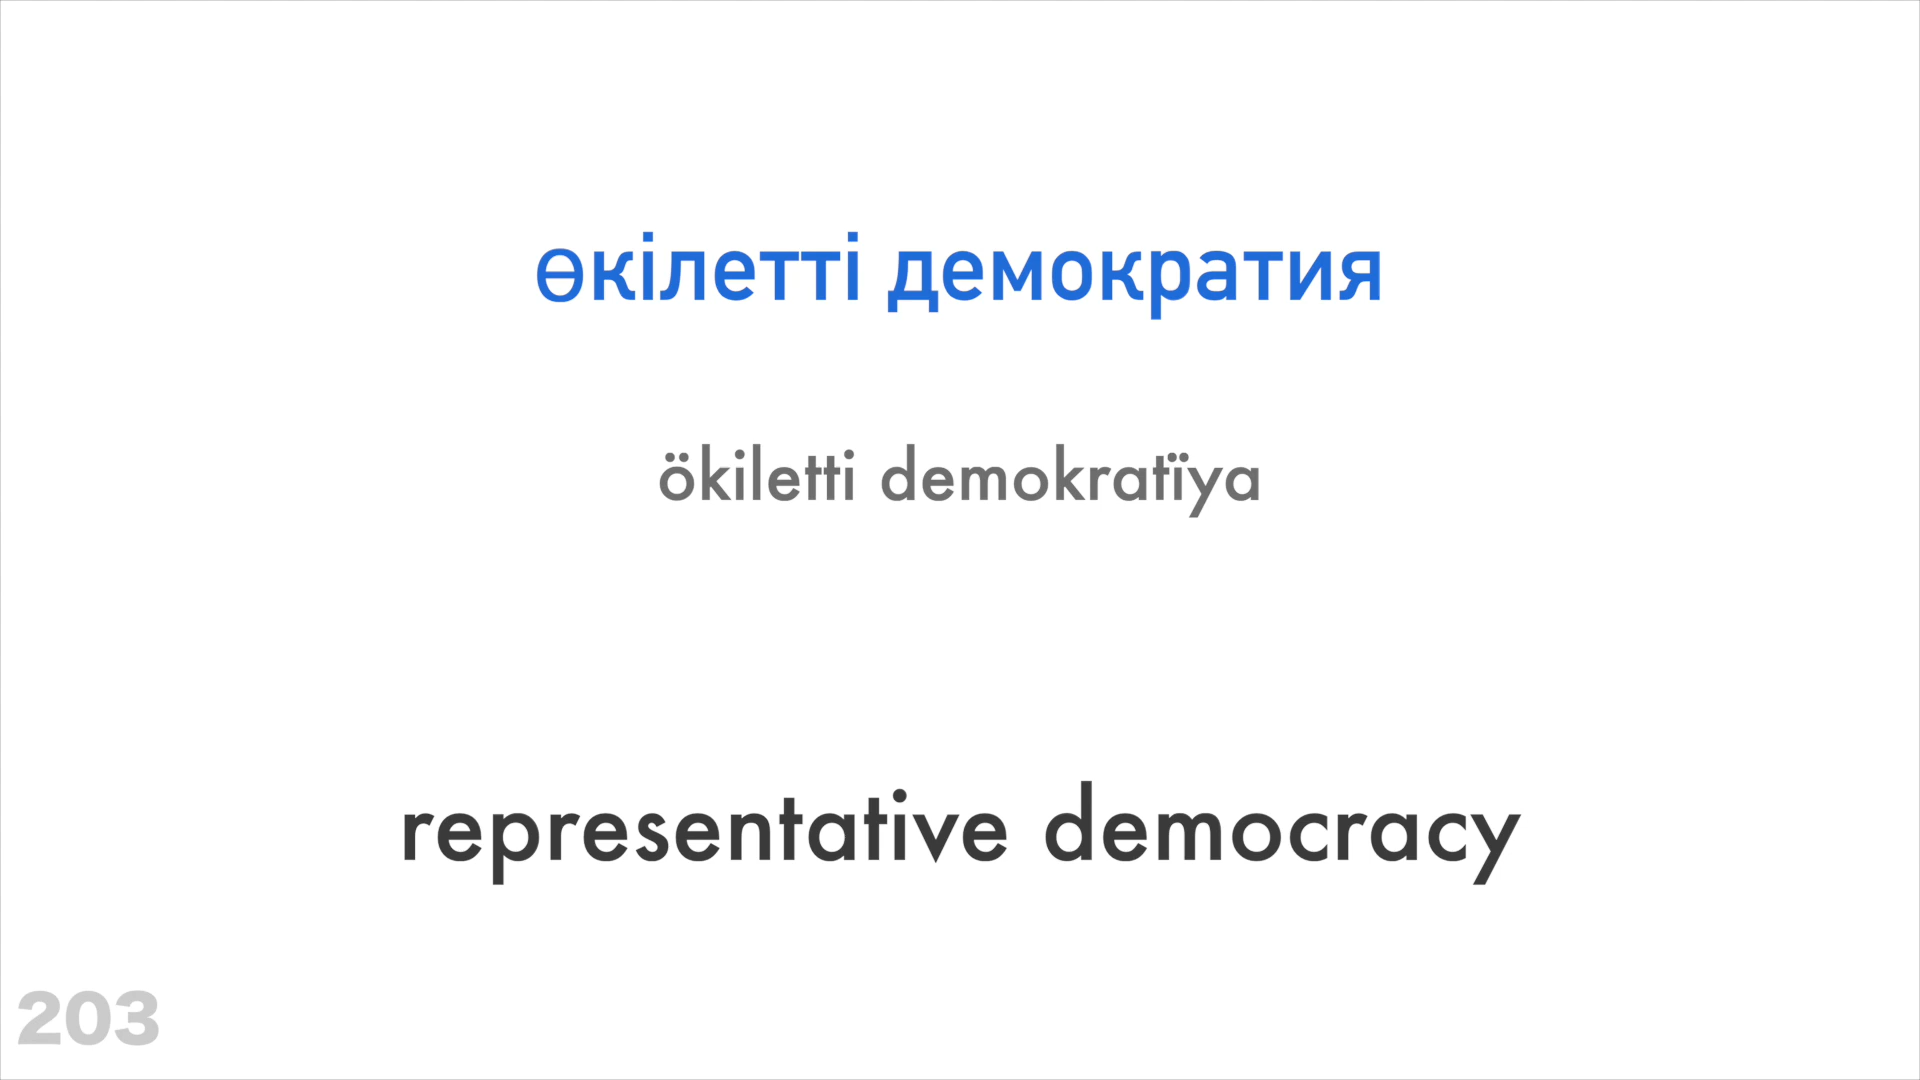 өкілетті демократия
ökiletti demokratïya
representative democracy
203